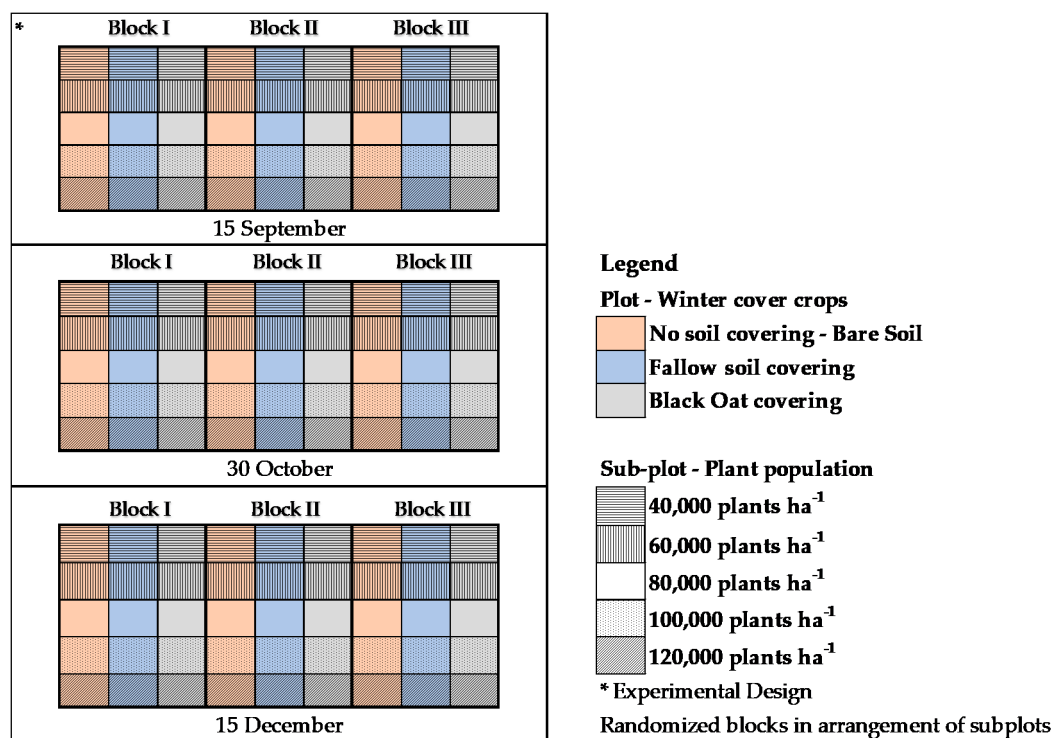 *
Block I Block II Block III
15 September
Block I Block II Block III
30 October
Block I Block II Block III
15 December
Legend
Plot - Winter cover crops
No soil covering - Bare Soil
Fallow soil covering
Black Oat covering
Sub-plot - Plant population
40,000 plants ha⁻¹
60,000 plants ha⁻¹
80,000 plants ha⁻¹
100,000 plants ha⁻¹
120,000 plants ha⁻¹
* Experimental Design
Randomized blocks in arrangement of subplots